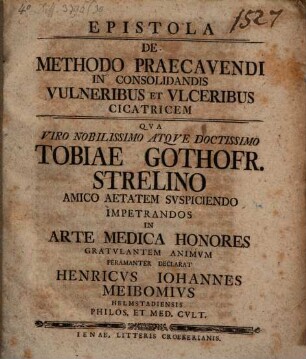 1527
EPISTOLA
DE
METHODO PRAECAVENDI
IN CONSOLIDANDIS
VULNERIBUS ET VLCERIBUS
CICATRICEM
QVA
VIRO NOBILISSIMO ATQVE DOCTISSIMO
TOBIAE GOTHOFR.
STRELINO
AMICO AETATEM SVSPICIENDO
IMPETRANDOS
IN
ARTE MEDICA HONORES
GRATVLANTEM ANIMVM
PERAMANTER DECLARAT
HENRICVS IOHANNES
MEIBOMIVS
HELMSTADIENSIS
PHILOS. ET MED. CVLT.
IENAE, LITTERIS CROEKERIANIS.